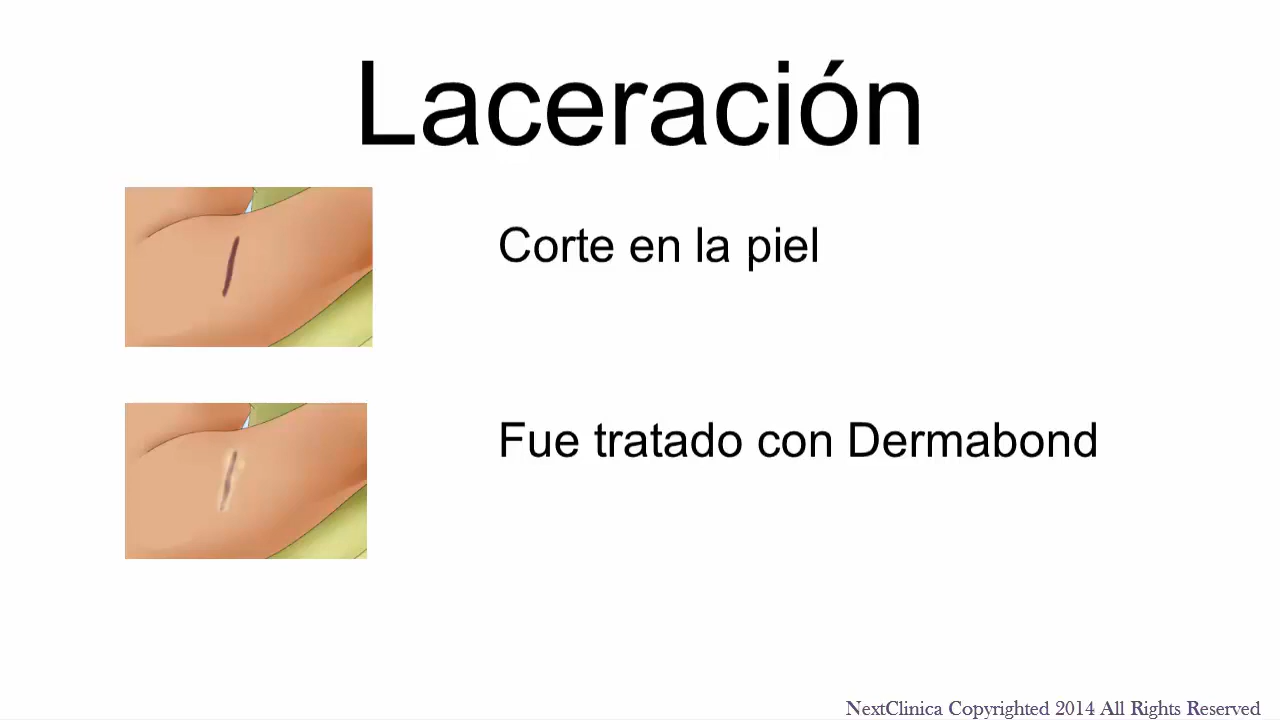 Laceración
Corte en la piel
Fue tratado con Dermabond
NextClinica Copyrighted 2014 All Rights Reserved